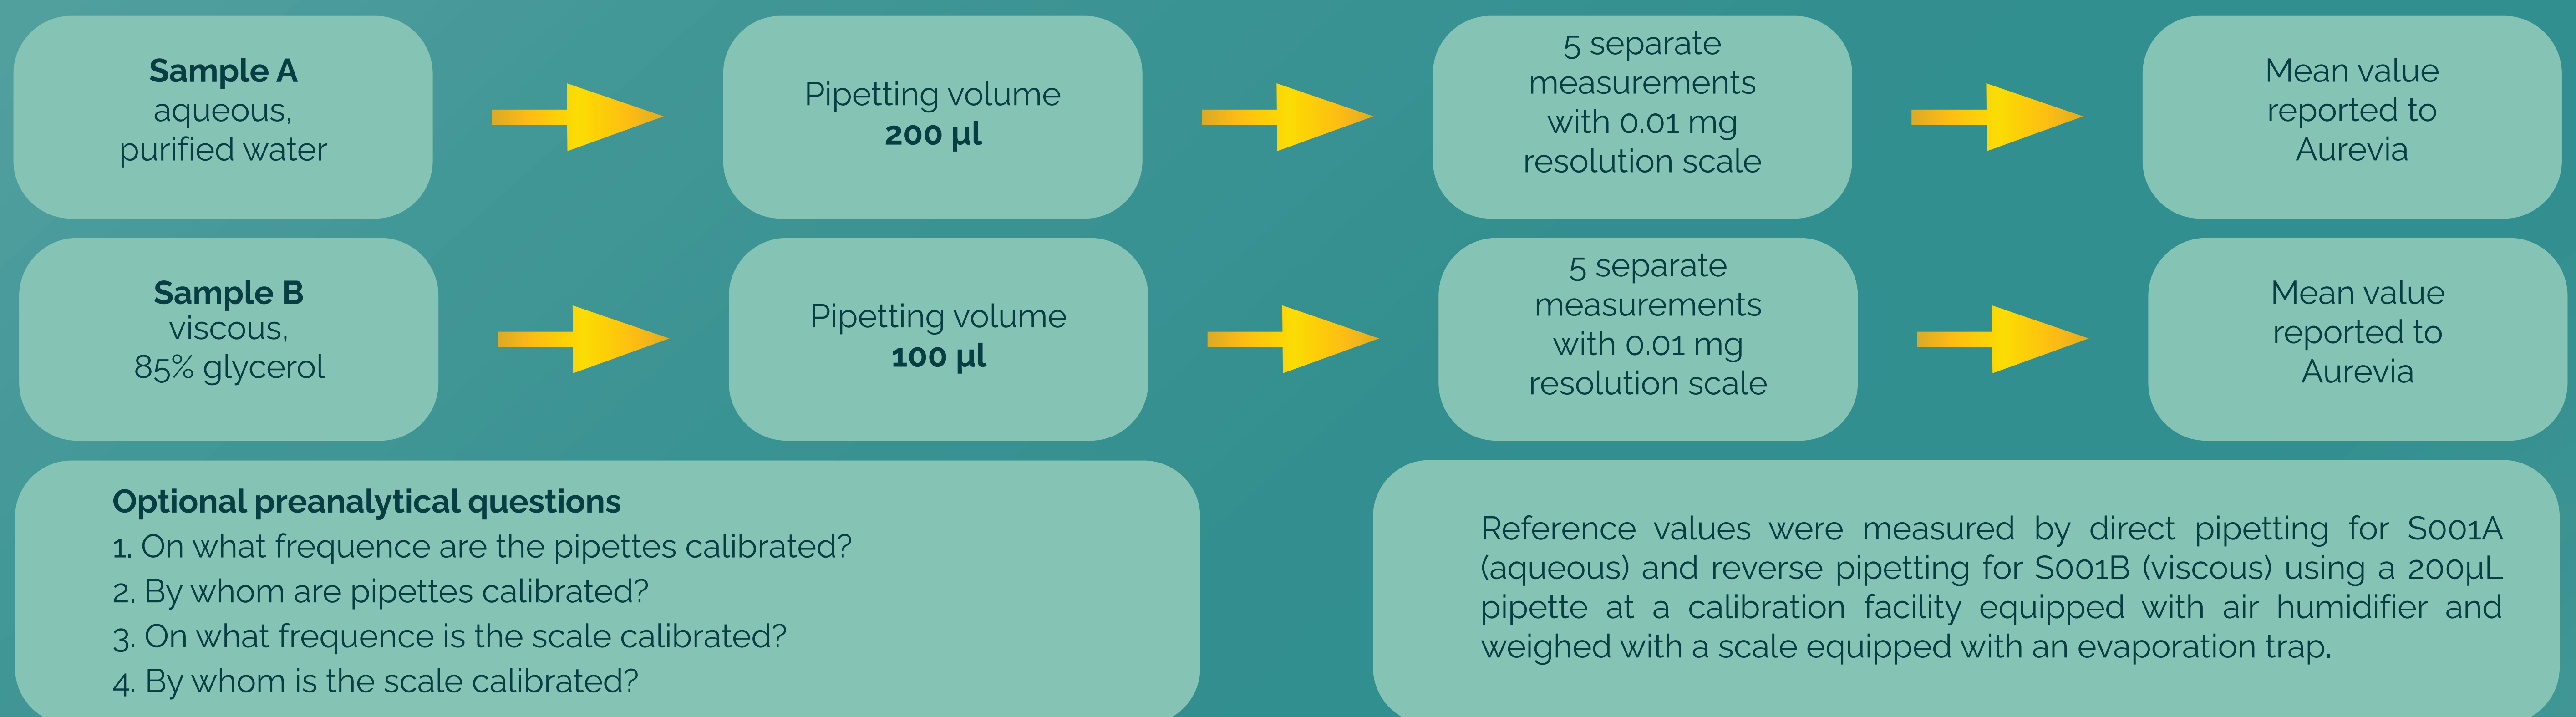 Sample A
aqueous,
purified water
Pipetting volume
200 µl
5 separate
measurements
with 0.01 mg
resolution scale
Mean value
reported to
Aurevia
Sample B
viscous,
85% glycerol
Pipetting volume
100 µl
5 separate
measurements
with 0.01 mg
resolution scale
Mean value
reported to
Aurevia
Optional preanalytical questions
1. On what frequence are the pipettes calibrated?
2. By whom are pipettes calibrated?
3. On what frequence is the scale calibrated?
4. By whom is the scale calibrated?
Reference values were measured by direct pipetting for S001A
(aqueous) and reverse pipetting for S001B (viscous) using a 200µL
pipette at a calibration facility equipped with air humidifier and
weighed with a scale equipped with an evaporation trap.